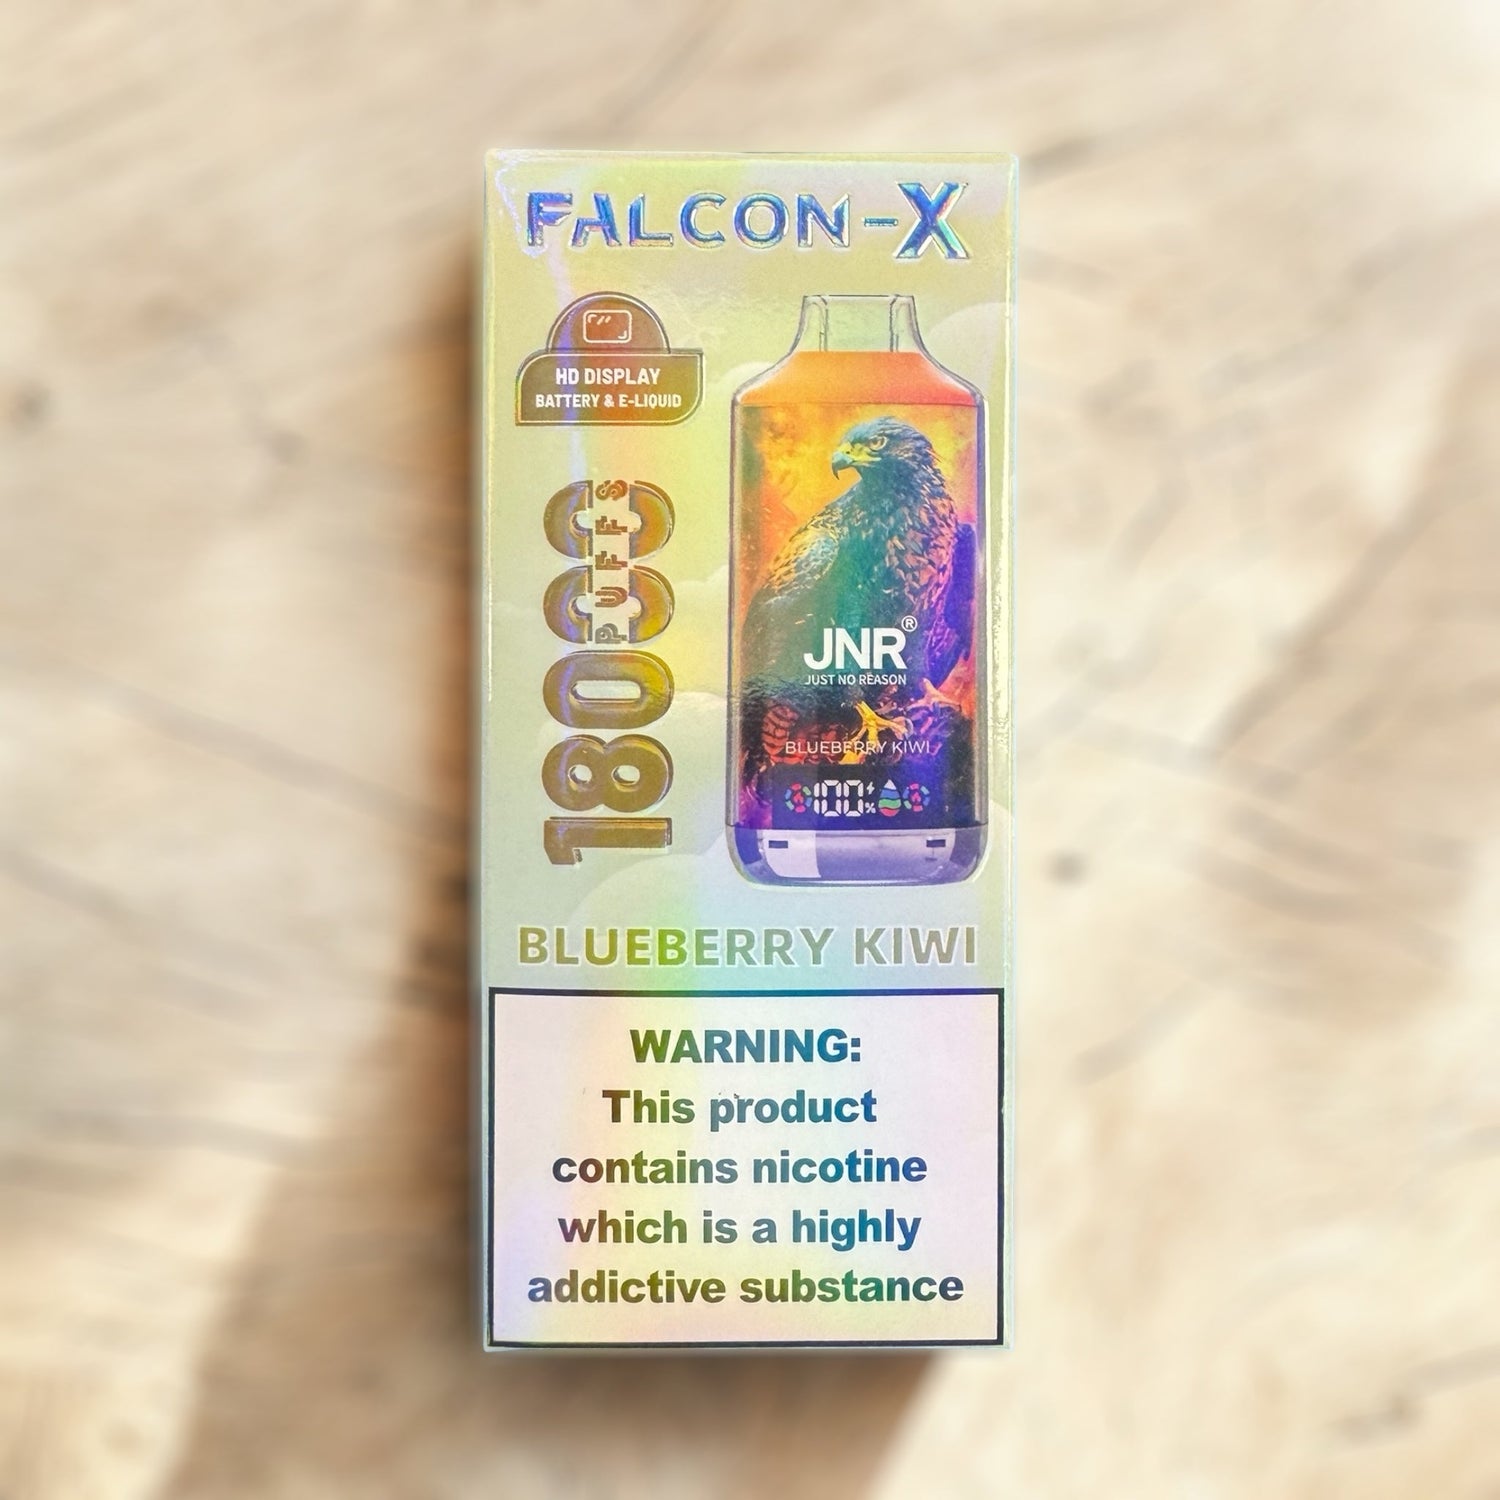 FALCON-X
HD DISPLAY
BATTERY & E-LIQUID
18000
PUFFS
JNR®
JUST NO REASON
BLUEBERRY KIWI
100%
BLUEBERRY KIWI
WARNING:
This product
contains nicotine
which is a highly
addictive substance